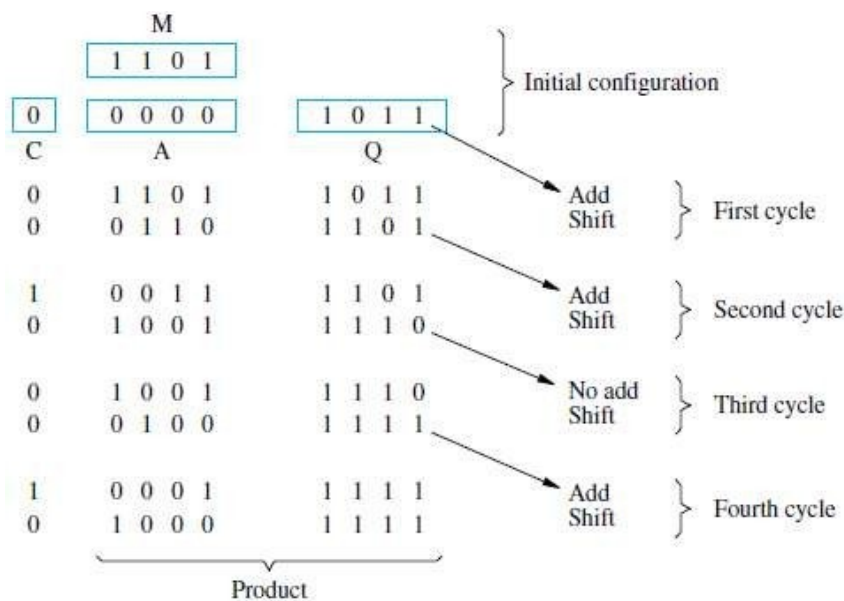 M
1 1 0 1
Initial configuration
0 0 0 0 0 1 0 1 1
C A Q
0 1 1 0 1 1 0 1 1 Add
First cycle
0 0 1 1 0 1 1 0 1 Shift
1 0 0 1 1 1 1 0 1 Add
Second cycle
0 1 0 0 1 1 1 1 0 Shift
0 1 0 0 1 1 1 1 0 No add
Third cycle
0 0 1 0 0 1 1 1 1 Shift
1 0 0 0 1 1 1 1 1 Add
Fourth cycle
0 1 0 0 0 1 1 1 1 Shift
Product